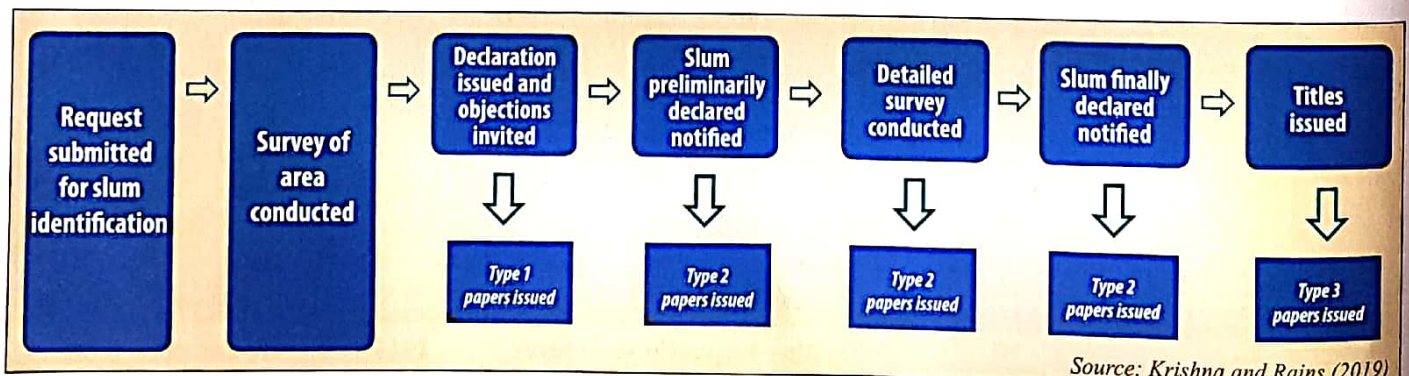 Request
submitted
for slum
identification
Survey of
area
conducted
Declaration
issued and
objections
invited
Slum
preliminarily
declared
notified
Detailed
survey
conducted
Slum finally
declared
notified
Titles
issued
Type 1
papers issued
Type 2
papers issued
Type 2
papers issued
Type 2
papers issued
Type 3
papers issued
Source: Krishna and Rains (2019)